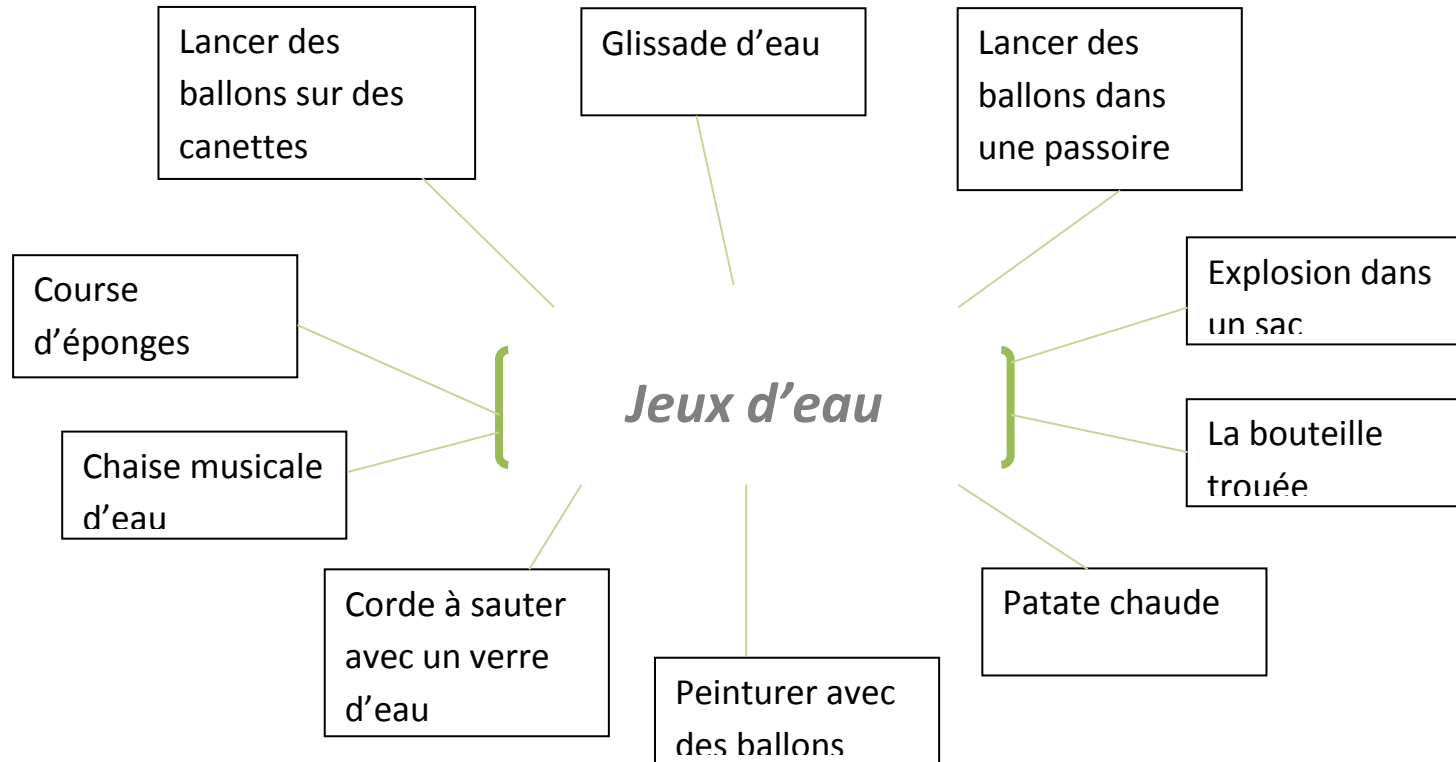 Lancer des
ballons sur des
canettes
Glissade d’eau
Lancer des
ballons dans
une passoire
Course
d’éponges
Explosion dans
un sac
Jeux d’eau
Chaise musicale
d’eau
La bouteille
trouée
Corde à sauter
avec un verre
d’eau
Peinturer avec
des ballons
Patate chaude